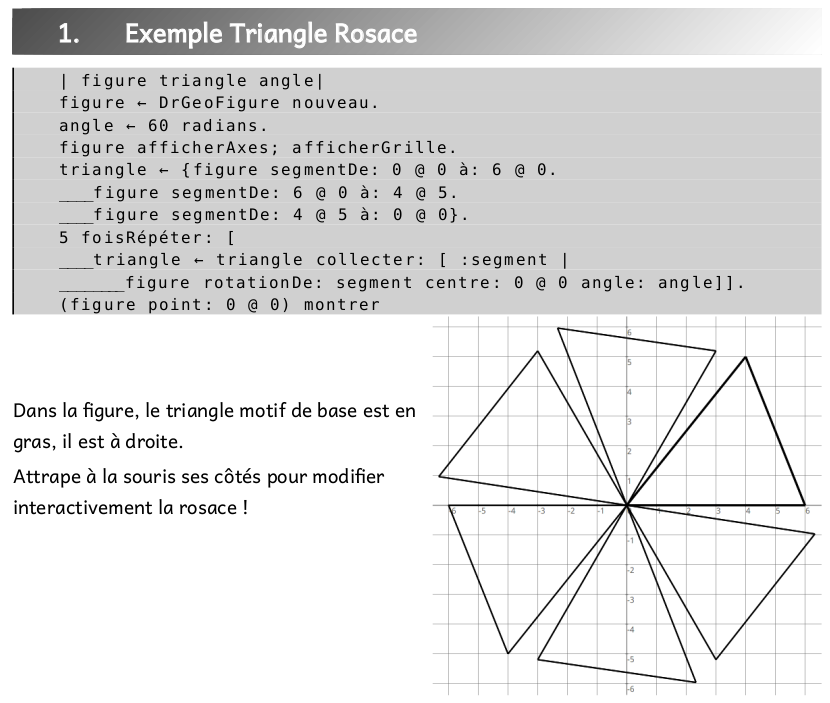 1. Exemple Triangle Rosace
| figure triangle angle|
figure ← DrGeoFigure nouveau.
angle ← 60 radians.
figure afficherAxes; afficherGrille.
triangle ← {figure segmentDe: 0 @ 0 à: 6 @ 0.
____figure segmentDe: 6 @ 0 à: 4 @ 5.
____figure segmentDe: 4 @ 5 à: 0 @ 0}.
5 foisRépéter: [
____triangle ← triangle collecter: [ :segment |
________figure rotationDe: segment centre: 0 @ 0 angle: angle]].
(figure point: 0 @ 0) montrer
Dans la figure, le triangle motif de base est en
gras, il est à droite.
Attrape à la souris ses côtés pour modifier
interactivement la rosace !
6
5
4
3
2
1
-6 -5 -4 -3 -2 -1 1 2 3 4 5 6
-1
-2
-3
-4
-5
-6